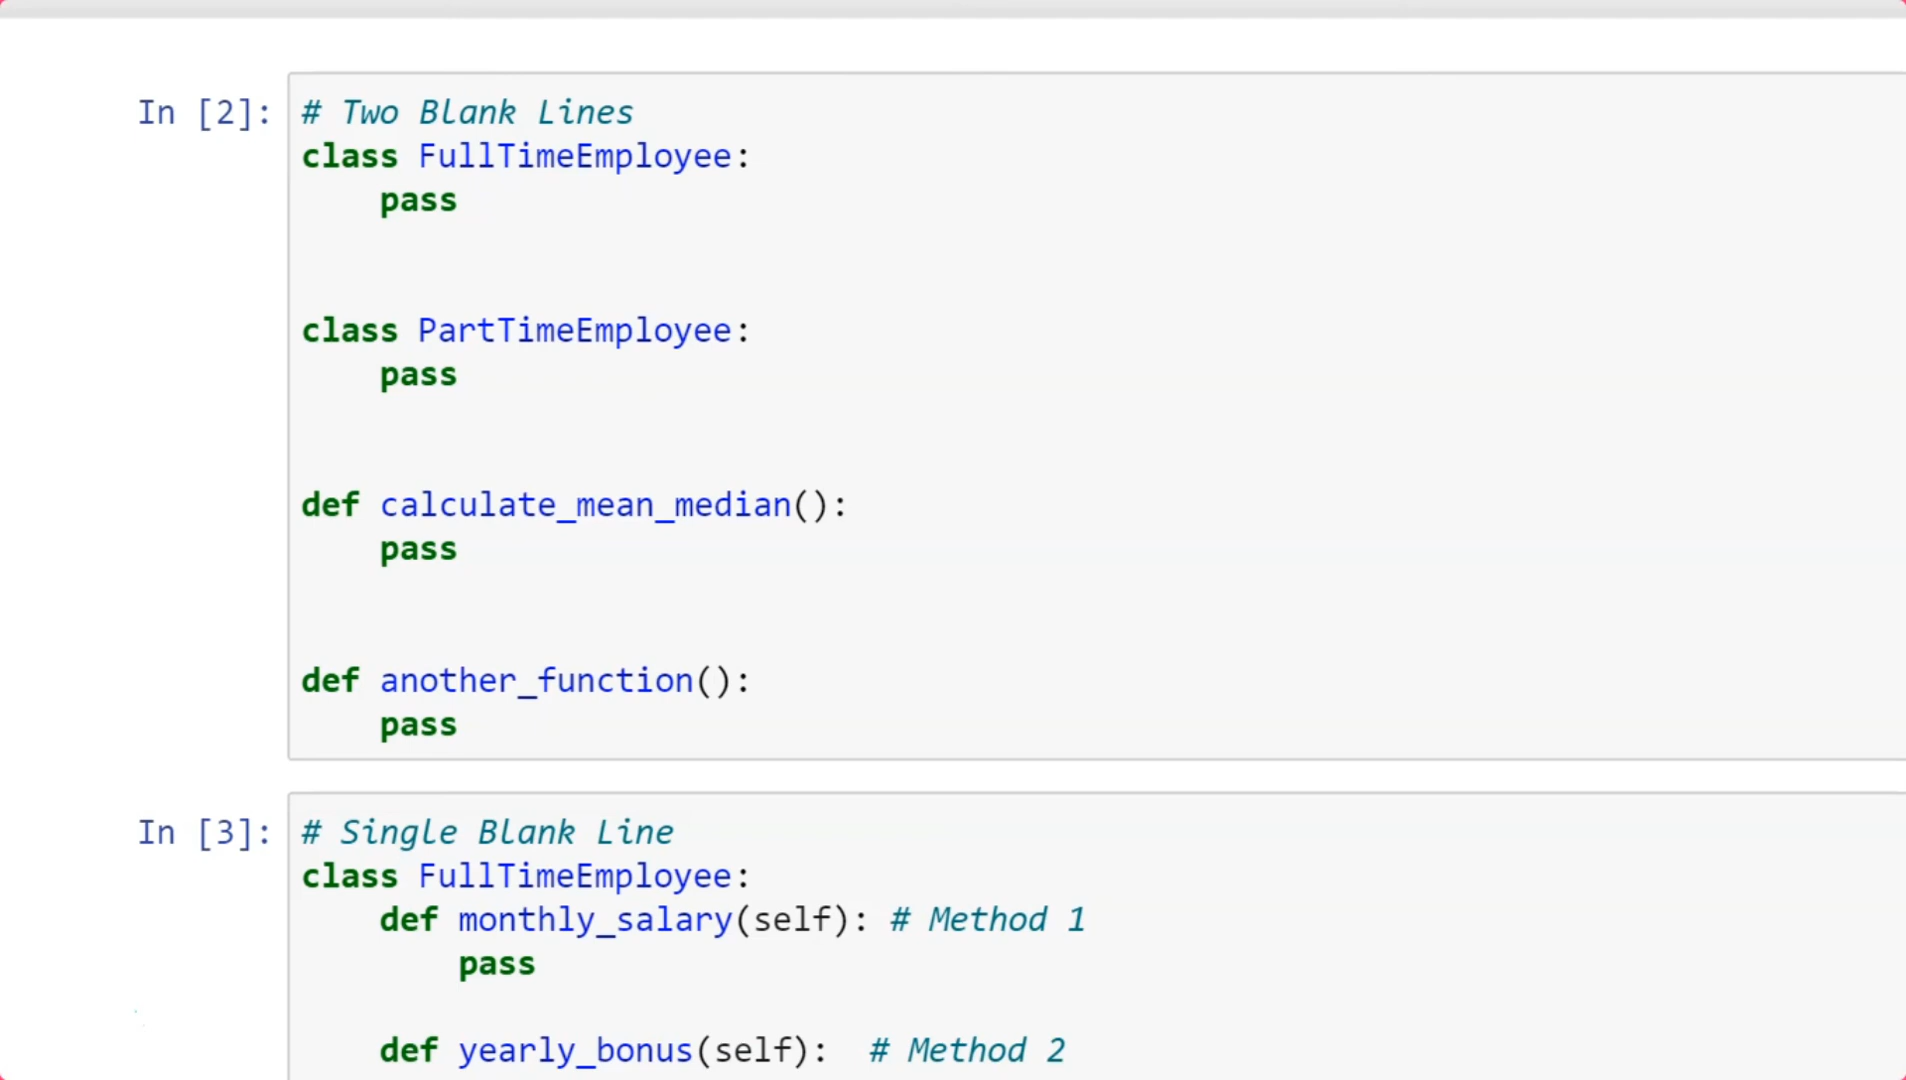 In [2]:
# Two Blank Lines
class FullTimeEmployee:
    pass


class PartTimeEmployee:
    pass


def calculate_mean_median():
    pass


def another_function():
    pass
In [3]:
# Single Blank Line
class FullTimeEmployee:
    def monthly_salary(self): # Method 1
        pass

    def yearly_bonus(self):  # Method 2